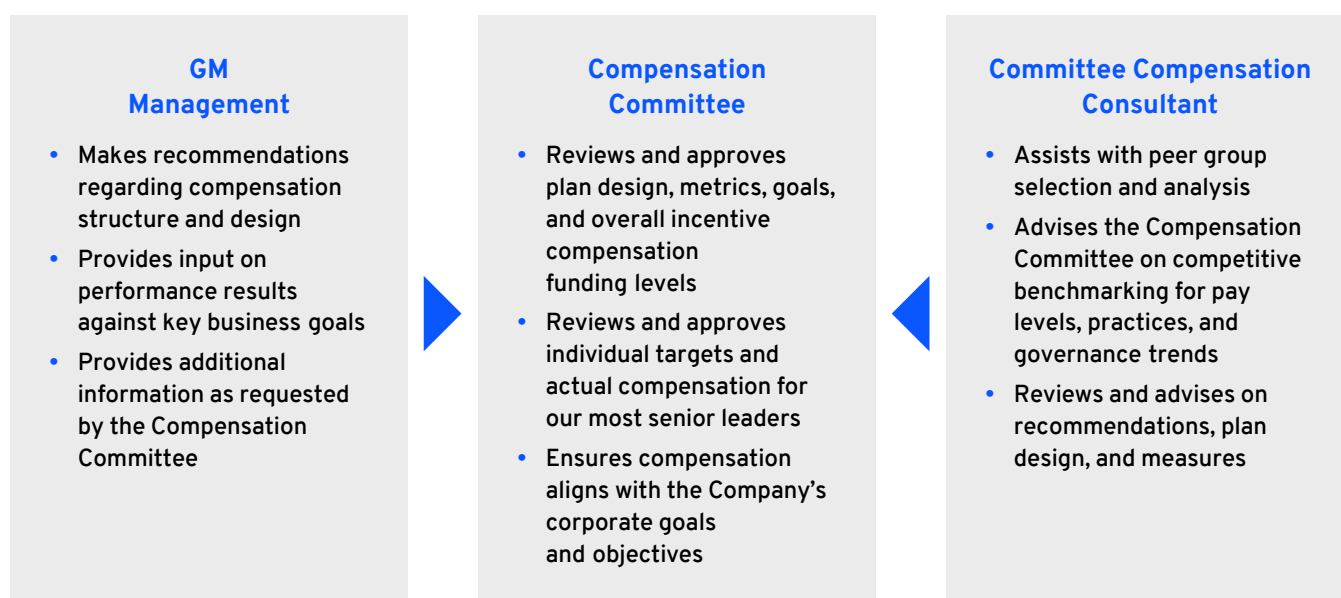 GM
Management
• Makes recommendations
regarding compensation
structure and design
• Provides input on
performance results
against key business goals
• Provides additional
information as requested
by the Compensation
Committee
Compensation
Committee
• Reviews and approves
plan design, metrics, goals,
and overall incentive
compensation
funding levels
• Reviews and approves
individual targets and
actual compensation for
our most senior leaders
• Ensures compensation
aligns with the Company’s
corporate goals
and objectives
Committee Compensation
Consultant
• Assists with peer group
selection and analysis
• Advises the Compensation
Committee on competitive
benchmarking for pay
levels, practices, and
governance trends
• Reviews and advises on
recommendations, plan
design, and measures